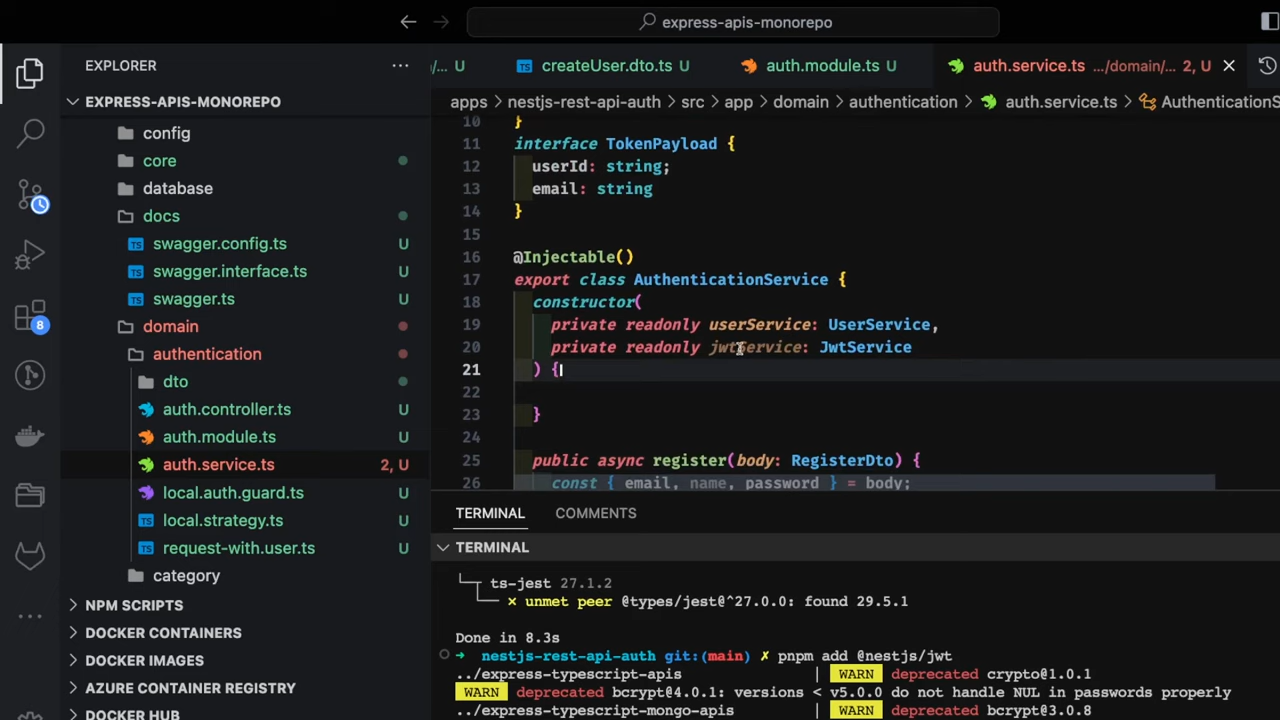 express-apis-monorepo
EXPLORER
EXPRESS-APIS-MONOREPO
config
core
database
docs
swagger.config.ts U
swagger.interface.ts U
swagger.ts U
domain
authentication
dto
auth.controller.ts U
auth.module.ts U
auth.service.ts 2, U
local.auth.guard.ts U
local.strategy.ts U
request-with.user.ts U
category
NPM SCRIPTS
DOCKER CONTAINERS
DOCKER IMAGES
AZURE CONTAINER REGISTRY
DOCKER HUB
8
/... U TS createUser.dto.ts U auth.module.ts U auth.service.ts .../domain/... 2, U
apps > nestjs-rest-api-auth > src > app > domain > authentication > auth.service.ts > AuthenticationS
10 }
11 interface TokenPayload {
12 userId: string;
13 email: string
14 }
15
16 @Injectable()
17 export class AuthenticationService {
18 constructor(
19 private readonly userService: UserService,
20 private readonly jwtService: JwtService
21 ) {
22
23 }
24
25 public async register(body: RegisterDto) {
26 const { email, name, password } = body;
TERMINAL COMMENTS
TERMINAL
ts-jest 27.1.2
✕ unmet peer @types/jest@^27.0.0: found 29.5.1
Done in 8.3s
➜ nestjs-rest-api-auth git:(main) ✗ pnpm add @nestjs/jwt
../express-typescript-apis | WARN deprecated crypto@1.0.1
WARN deprecated bcrypt@4.0.1: versions < v5.0.0 do not handle NUL in passwords properly
../express-typescript-mongo-apis | WARN deprecated bcrypt@3.0.8